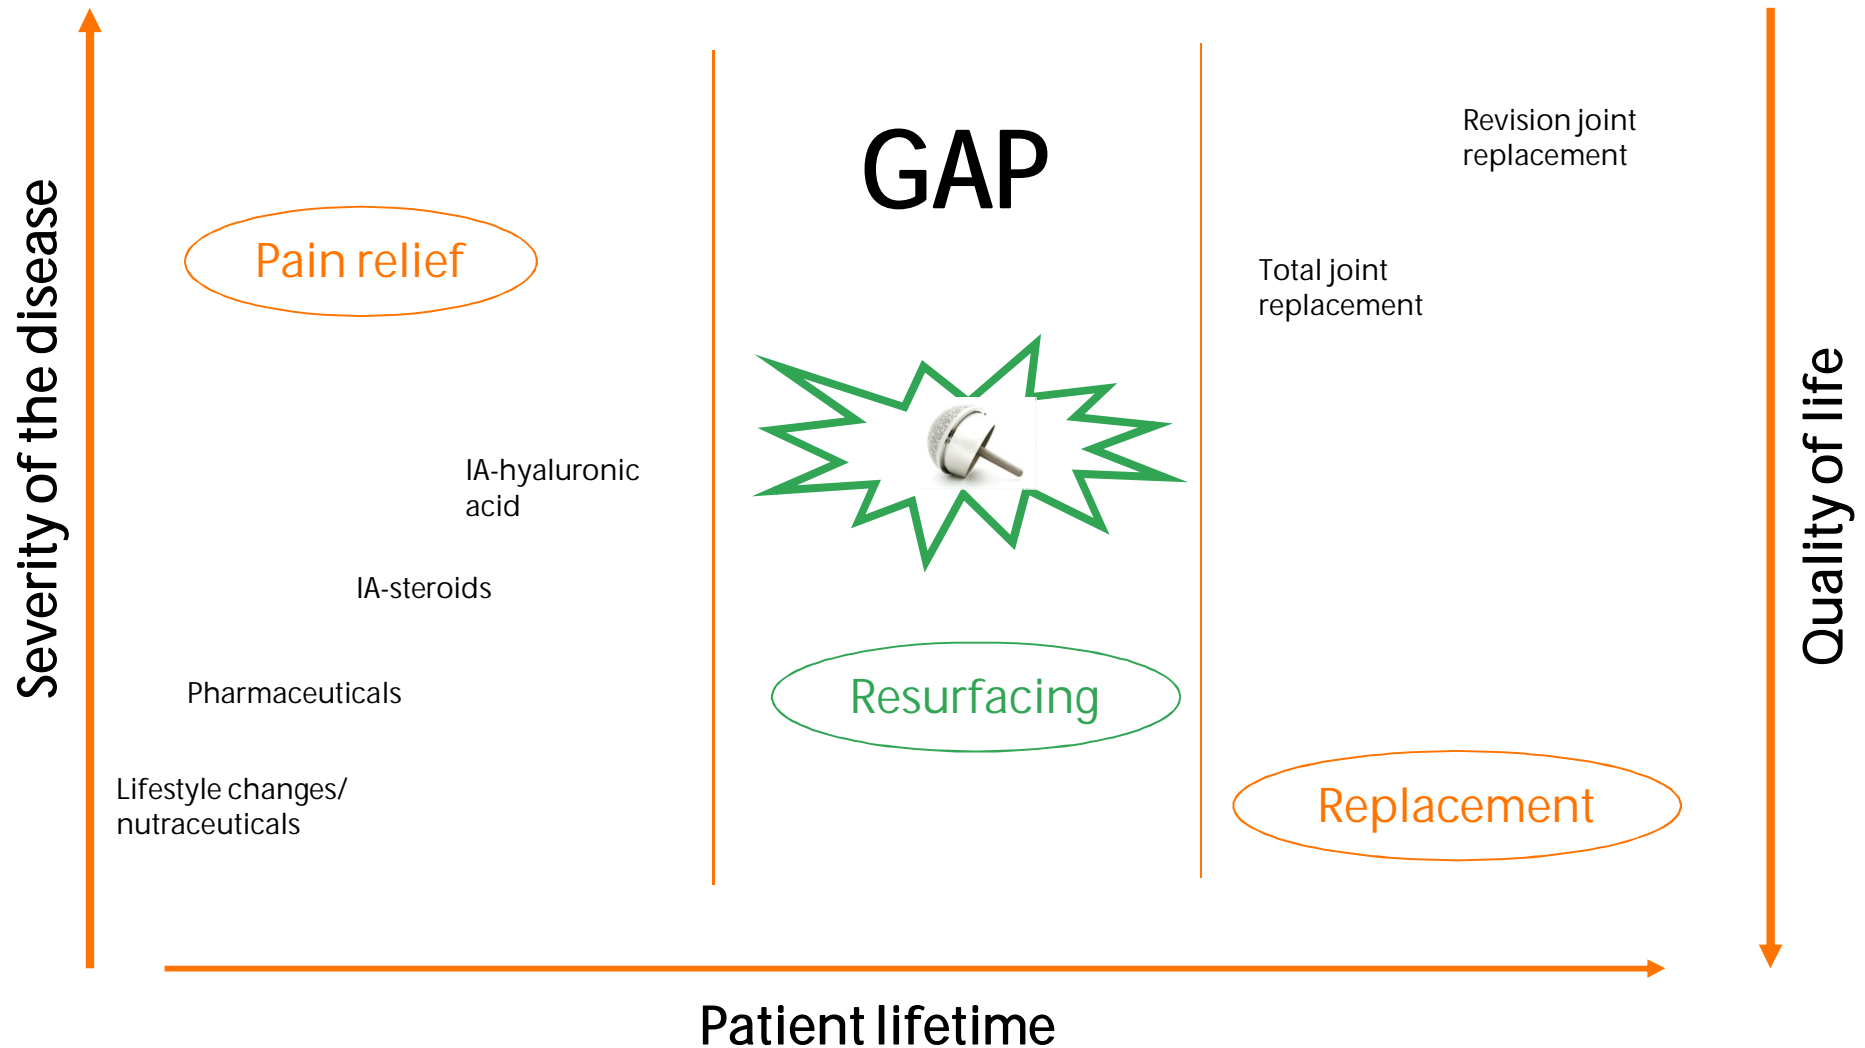 Severity of the disease
Pain relief
IA-hyaluronic
acid
IA-steroids
Pharmaceuticals
Lifestyle changes/
nutraceuticals
GAP
Resurfacing
Revision joint
replacement
Total joint
replacement
Replacement
Quality of life
Patient lifetime